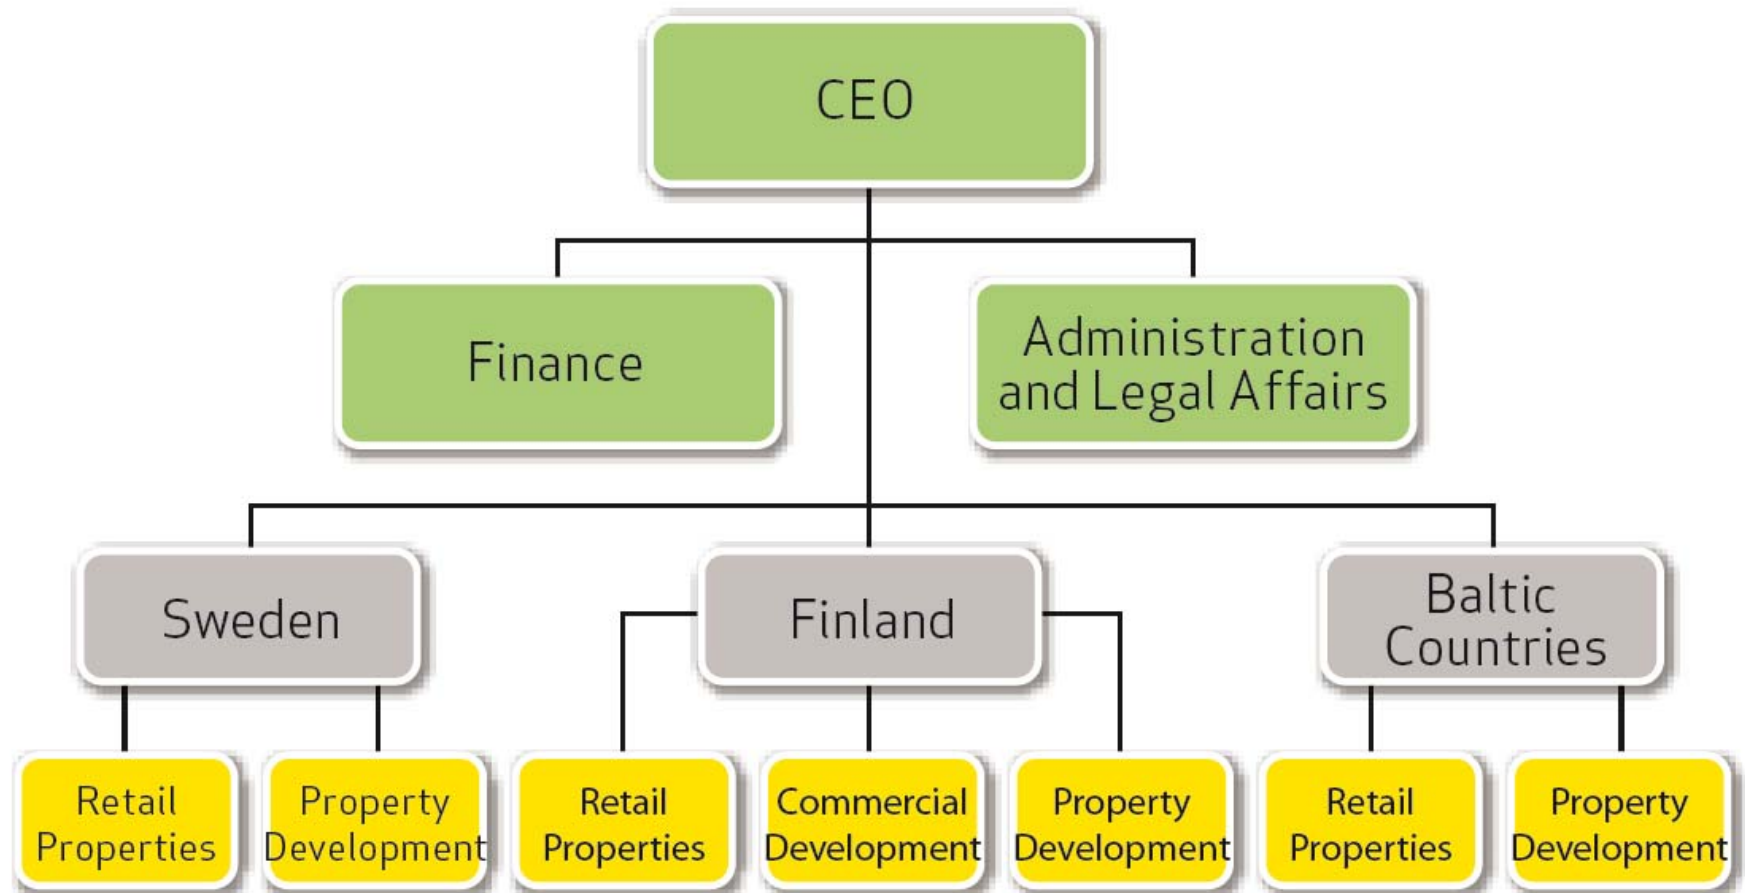 CEO
Finance
Administration
and Legal Affairs
Sweden
Finland
Baltic
Countries
Retail
Properties
Property
Development
Retail
Properties
Commercial
Development
Property
Development
Retail
Properties
Property
Development